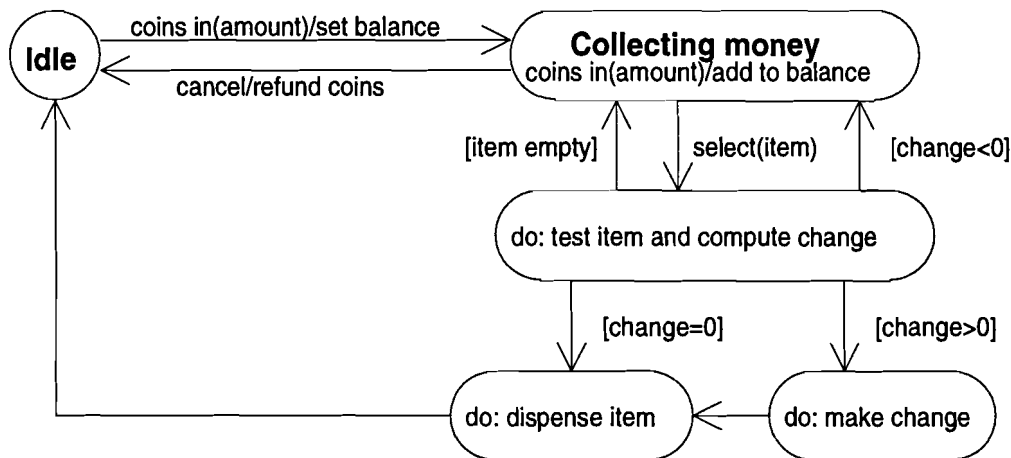 coins in(amount)/set balance
Idle
Collecting money
coins in(amount)/add to balance
cancel/refund coins
[item empty]
select(item)
[change<0]
do: test item and compute change
[change=0]
[change>0]
do: dispense item
do: make change